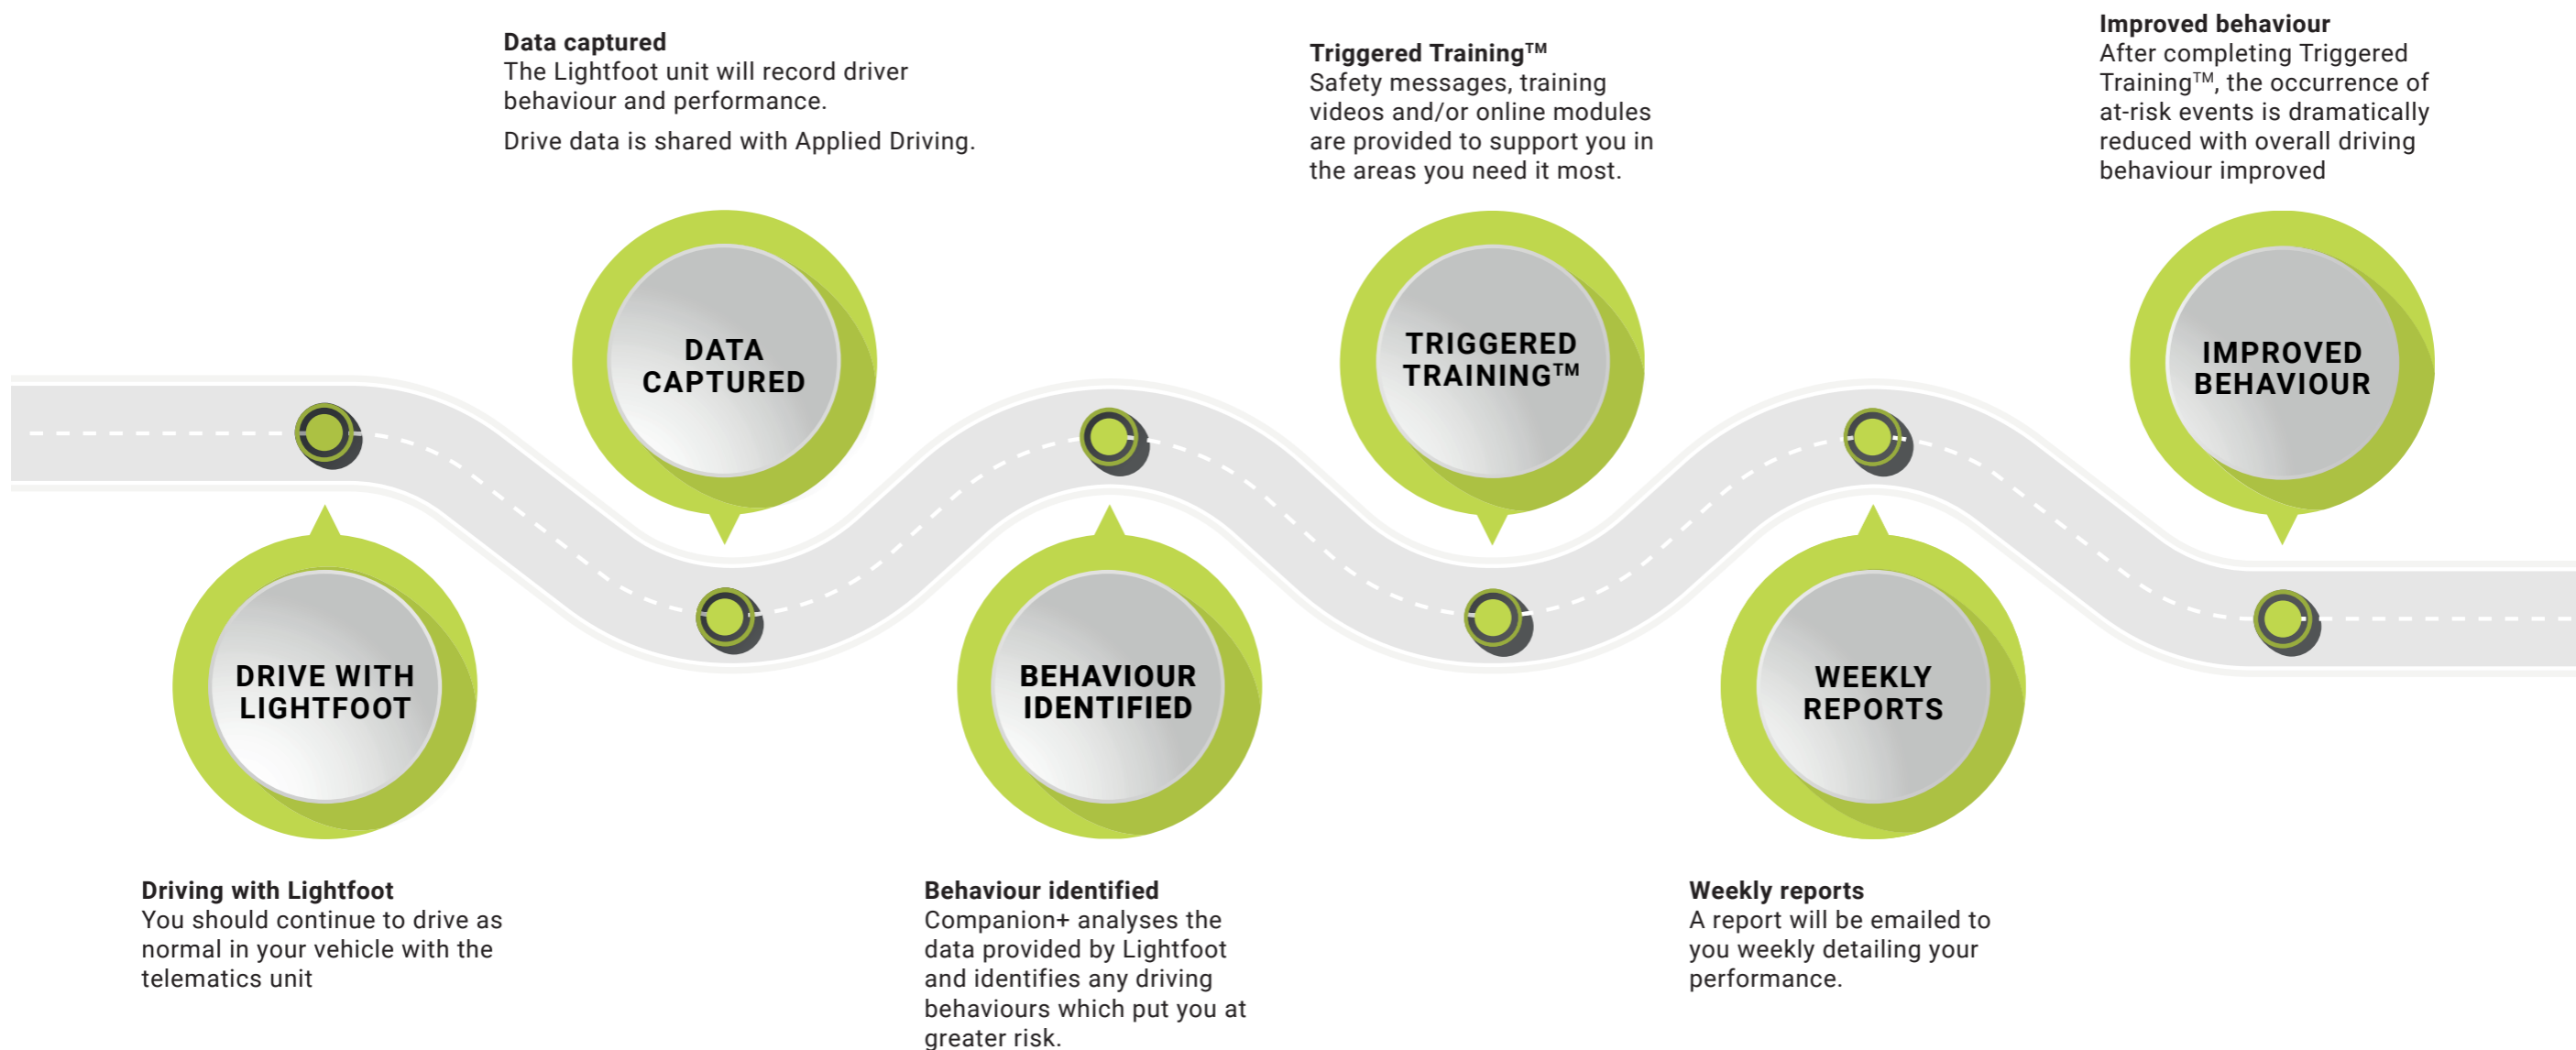 Data captured
The Lightfoot unit will record driver
behaviour and performance.
Drive data is shared with Applied Driving.
Triggered Training™
Safety messages, training
videos and/or online modules
are provided to support you in
the areas you need it most.
Improved behaviour
After completing Triggered
Training™, the occurrence of
at-risk events is dramatically
reduced with overall driving
behaviour improved
DATA
CAPTURED
TRIGGERED
TRAINING™
IMPROVED
BEHAVIOUR
DRIVE WITH
LIGHTFOOT
BEHAVIOUR
IDENTIFIED
WEEKLY
REPORTS
Driving with Lightfoot
You should continue to drive as
normal in your vehicle with the
telematics unit
Behaviour identified
Companion+ analyses the
data provided by Lightfoot
and identifies any driving
behaviours which put you at
greater risk.
Weekly reports
A report will be emailed to
you weekly detailing your
performance.